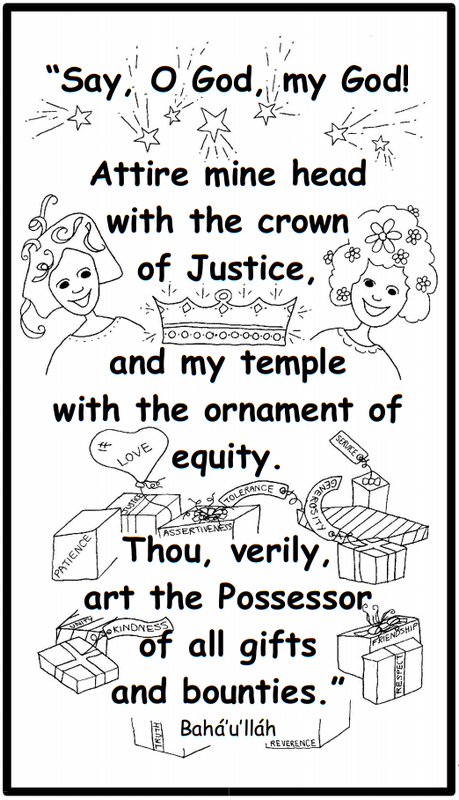 “Say, O God, my God!
Attire mine head
with the crown
of Justice,
and my temple
with the ornament of
equity.
LOVE
SERVICE
JUSTICE
TOLERANCE
GENEROSITY
ASSERTIVENESS
PATIENCE
Thou, verily,
art the Possessor
UNITY
KINDNESS
of all gifts
FRIENDSHIP
RESPECT
and bounties.”
TRUTH
Bahá’u’lláh
REVERENCE